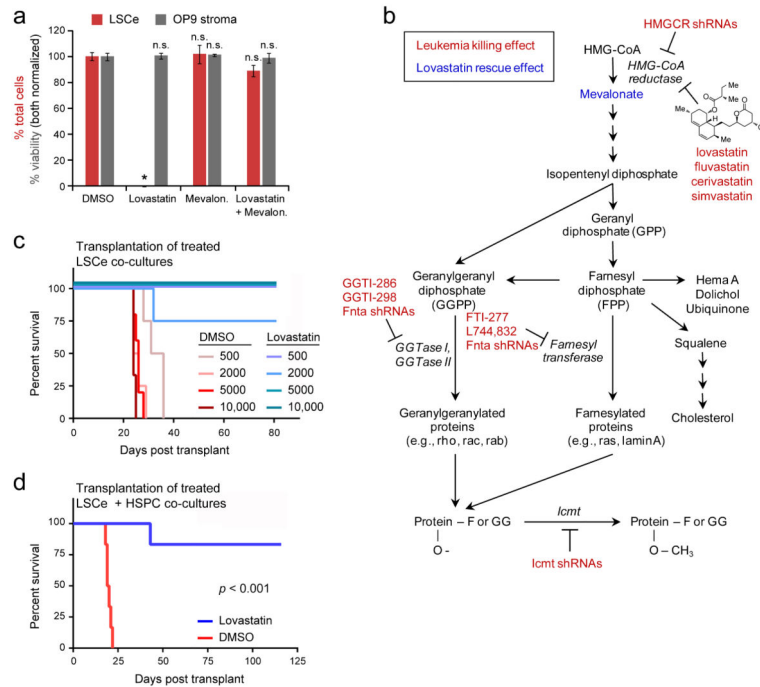 a
LSCe
OP9 stroma
n.s.
n.s.
n.s.
n.s.
n.s.
120
100
80
60
40
20
0
% total cells
% viability (both normalized)
*
DMSO
Lovastatin
Mevalon.
Lovastatin
+ Mevalon.
b
Leukemia killing effect
Lovastatin rescue effect
HMGCR shRNAs
HMG-CoA
HMG-CoA
reductase
Mevalonate
Me
O
O
H
Me
Me
O
O
lovastatin
fluvastatin
cerivastatin
simvastatin
Isopentenyl diphosphate
Geranyl
diphosphate (GPP)
Geranylgeranyl
diphosphate
(GGPP)
Farnesyl
diphosphate
(FPP)
Hema A
Dolichol
Ubiquinone
GGTI-286
GGTI-298
Fnta shRNAs
GGTase I,
GGTase II
FTI-277
L744,832
Fnta shRNAs
Farnesyl
transferase
Squalene
Cholesterol
Geranylgeranylated
proteins
(e.g., rho, rac, rab)
Farnesylated
proteins
(e.g., ras, laminA)
Protein – F or GG
O -
Icmt
Protein – F or GG
O – CH3
Icmt shRNAs
c
Transplantation of treated
LSCe co-cultures
100
75
50
25
0
Percent survival
DMSO
Lovastatin
500
500
2000
2000
5000
5000
10,000
10,000
0
20
40
60
80
Days post transplant
d
Transplantation of treated
LSCe + HSPC co-cultures
100
75
50
25
0
Percent survival
p < 0.001
Lovastatin
DMSO
0
25
50
75
100
125
Days post transplant